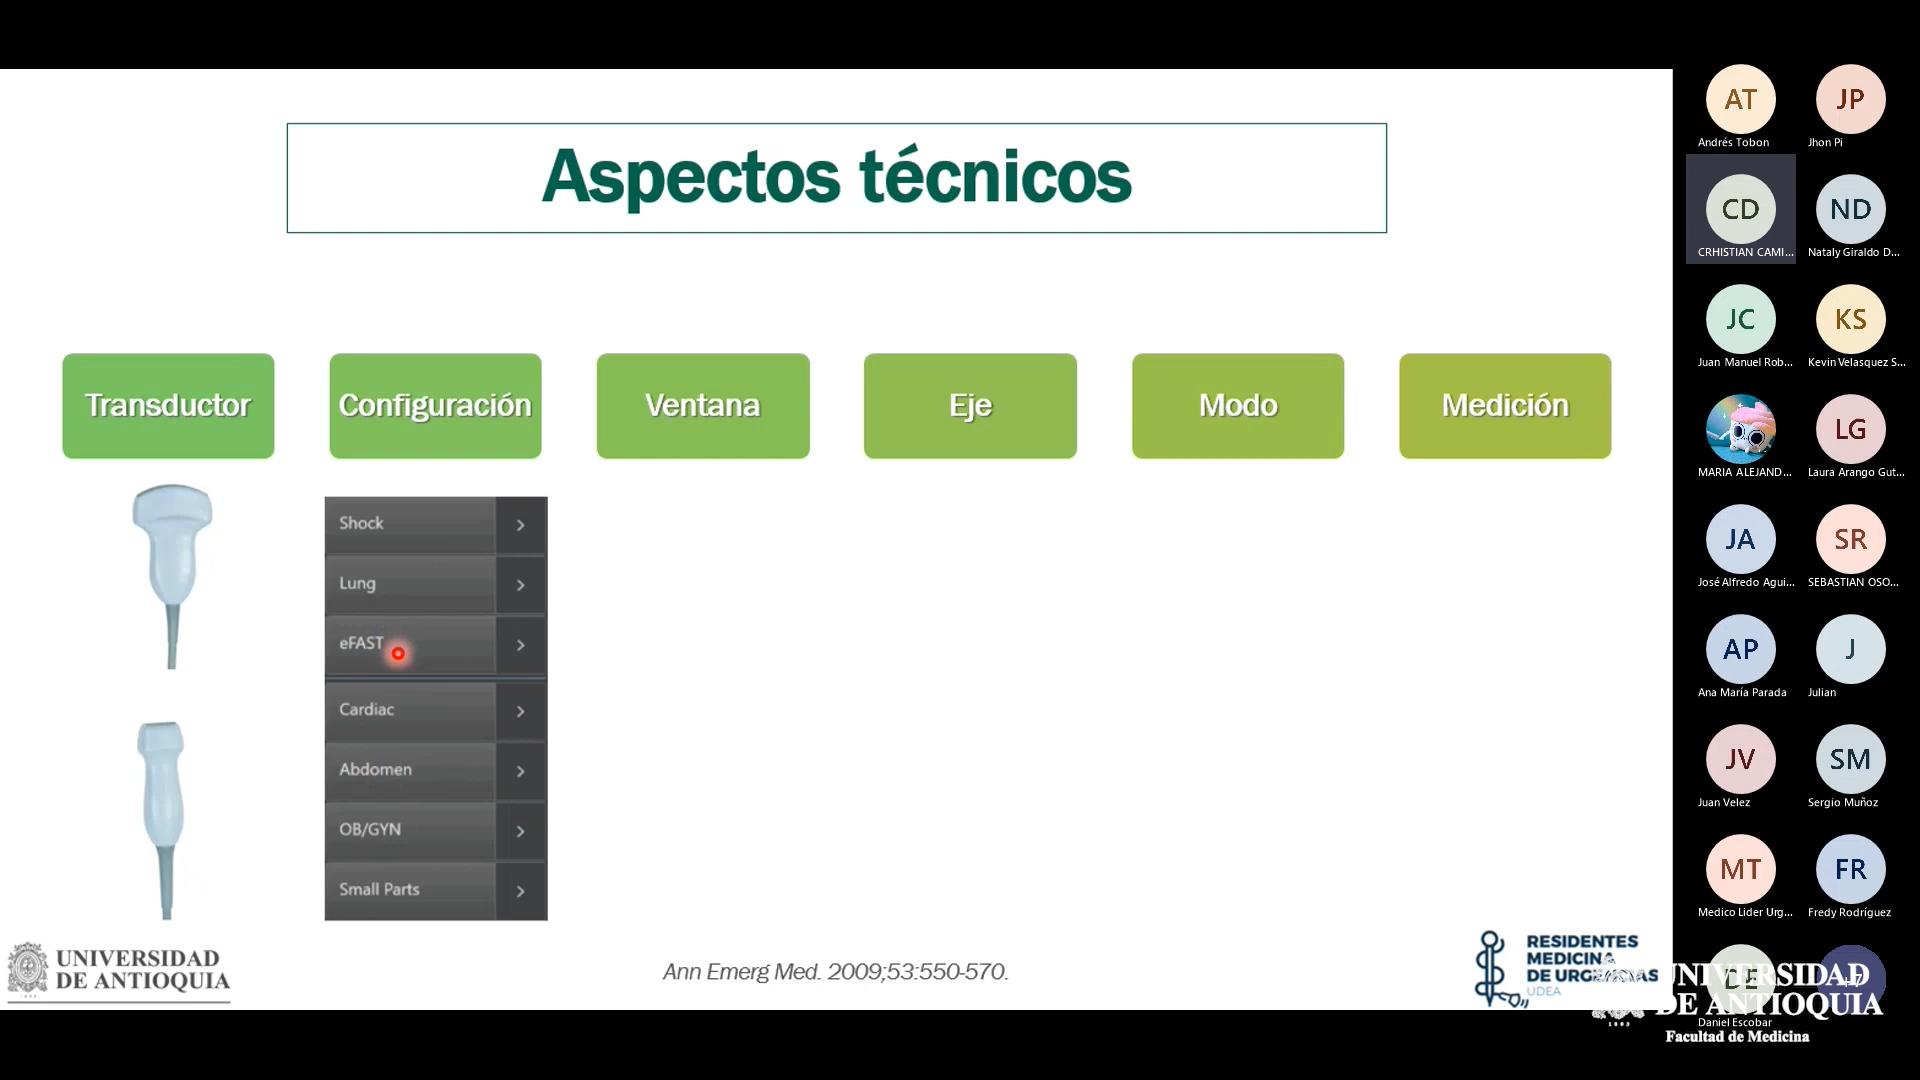 Aspectos técnicos
Transductor
Configuración
Ventana
Eje
Modo
Medición
Shock
Lung
eFAST
Cardiac
Abdomen
OB/GYN
Small Parts
UNIVERSIDAD
DE ANTIOQUIA
1803
Ann Emerg Med. 2009;53:550-570.
RESIDENTES
MEDICINA
DE URGENCIAS
UDEA
AT
Andrés Tobon
JP
Jhon Pi
CD
CRHISTIAN CAMI...
ND
Nataly Giraldo D...
JC
Juan Manuel Rob...
KS
Kevin Velasquez S...
MARIA ALEJAND...
LG
Laura Arango Gut...
JA
José Alfredo Agui...
SR
SEBASTIAN OSO...
AP
Ana María Parada
J
Julian
JV
Juan Velez
SM
Sergio Muñoz
MT
Medico Lider Urg...
FR
Fredy Rodríguez
DE
Daniel Escobar
+7
UNIVERSIDAD
DE ANTIOQUIA
1803
Facultad de Medicina